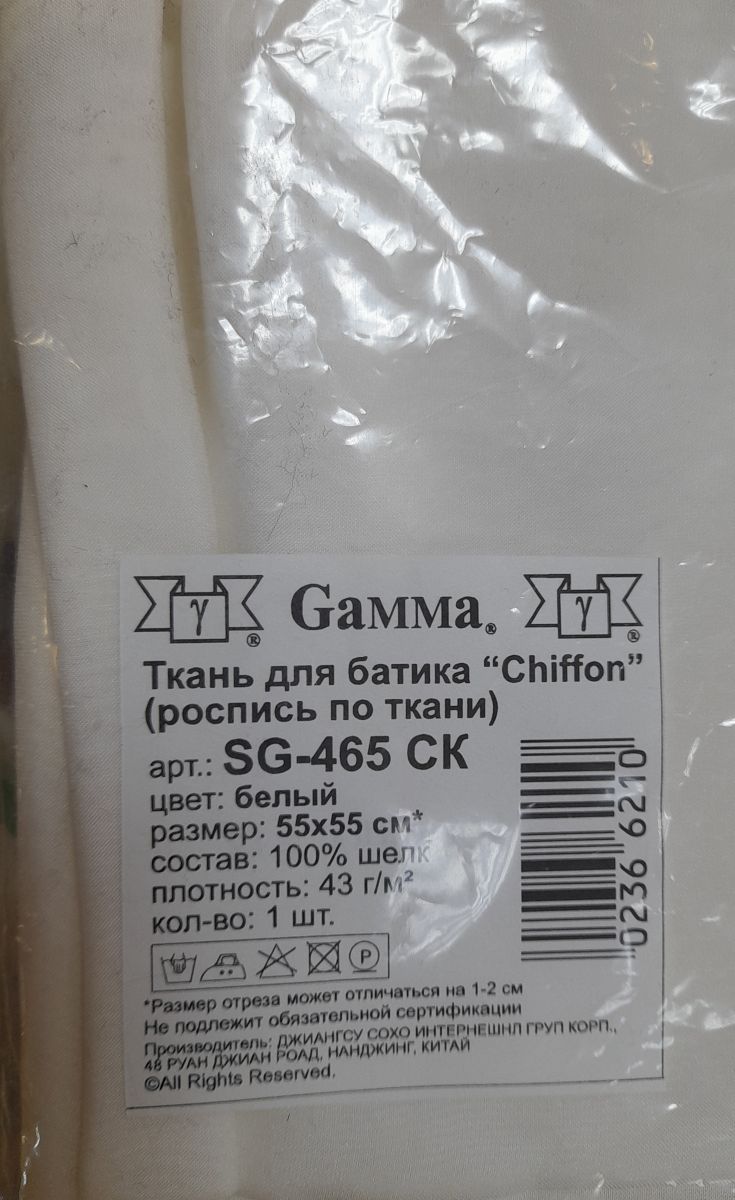 γ ® Gамма® γ ®
Ткань для батика “Chiffon”
(роспись по ткани)
арт.: SG-465 СК
цвет: белый
размер: 55x55 см*
состав: 100% шелк
плотность: 43 г/м²
кол-во: 1 шт.
0236 6210
P
*Размер отреза может отличаться на 1-2 см
Не подлежит обязательной сертификации
Производитель: ДЖИАНГСУ СОХО ИНТЕРНЕШНЛ ГРУП КОРП.,
48 РУАН ДЖИАН РОАД, НАНДЖИНГ, КИТАЙ
©All Rights Reserved.